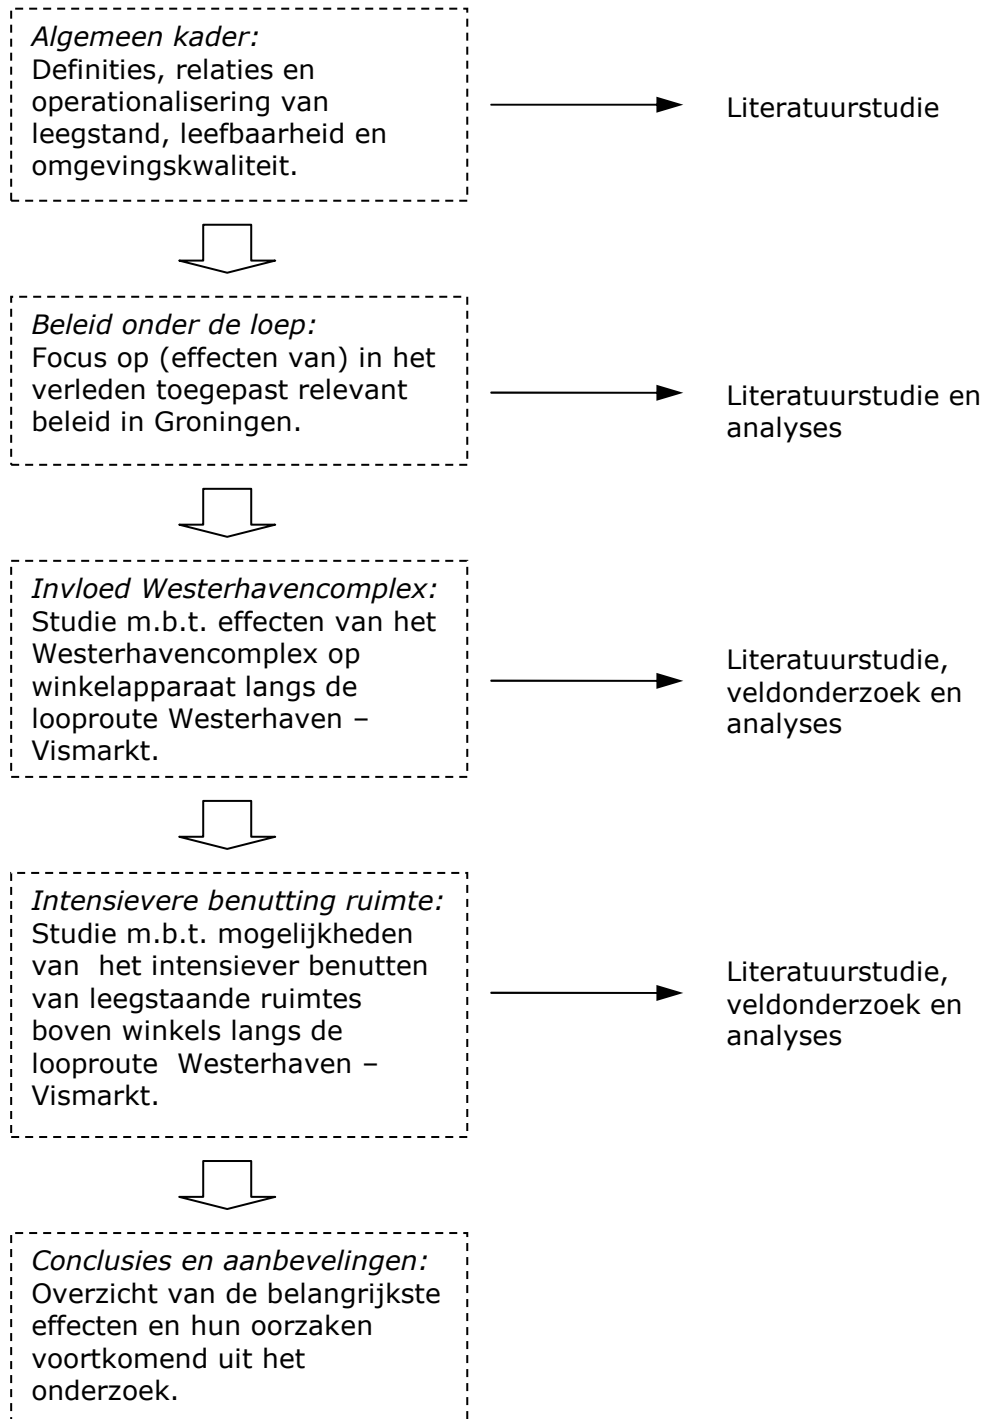 Algemeen kader:
Definities, relaties en
operationalisering van
leegstand, leefbaarheid en
omgevingskwaliteit.
Literatuurstudie
Beleid onder de loep:
Focus op (effecten van) in het
verleden toegepast relevant
beleid in Groningen.
Literatuurstudie en
analyses
Invloed Westerhavencomplex:
Studie m.b.t. effecten van het
Westerhavencomplex op
winkelapparaat langs de
looproute Westerhaven –
Vismarkt.
Literatuurstudie,
veldonderzoek en
analyses
Intensievere benutting ruimte:
Studie m.b.t. mogelijkheden
van  het intensiever benutten
van leegstaande ruimtes
boven winkels langs de
looproute  Westerhaven –
Vismarkt.
Literatuurstudie,
veldonderzoek en
analyses
Conclusies en aanbevelingen:
Overzicht van de belangrijkste
effecten en hun oorzaken
voortkomend uit het
onderzoek.